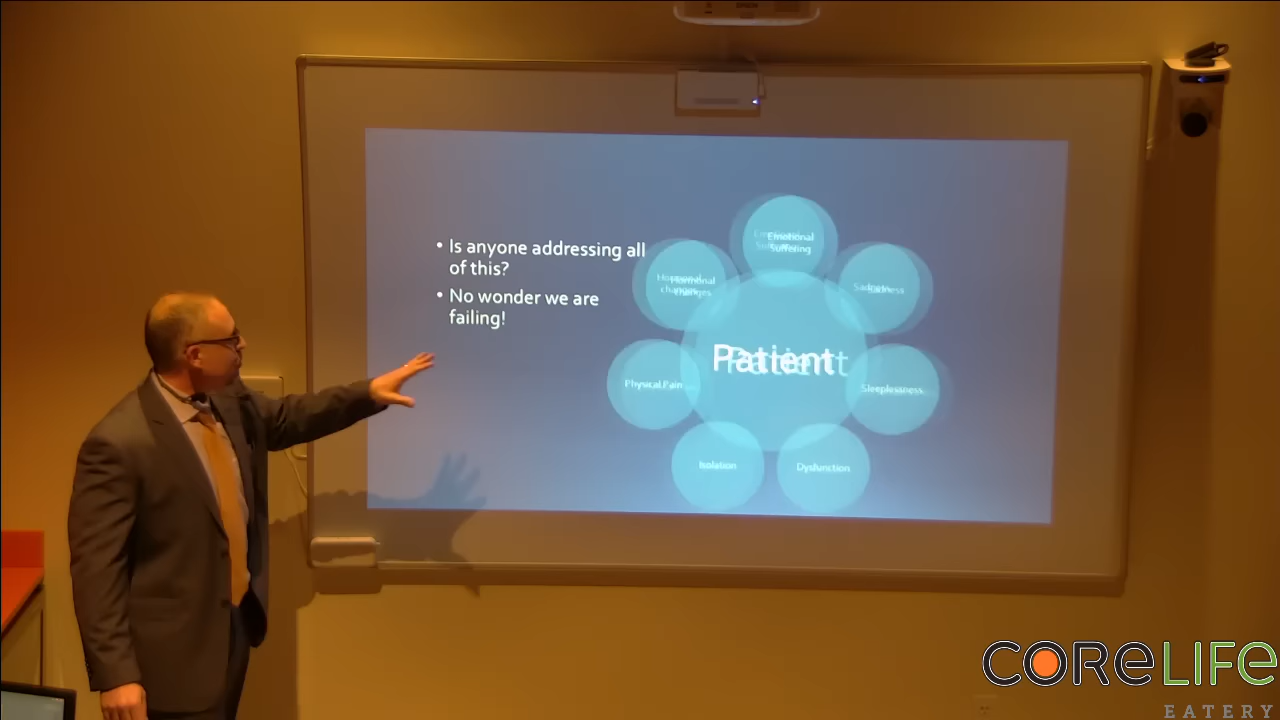 • Is anyone addressing all
of this?
• No wonder we are
failing!
Emotional
Suffering
Hormonal
changes
Sadness
Patient
Physical Pain
Sleeplessness
Isolation
Dysfunction
CORELIFE
EATERY